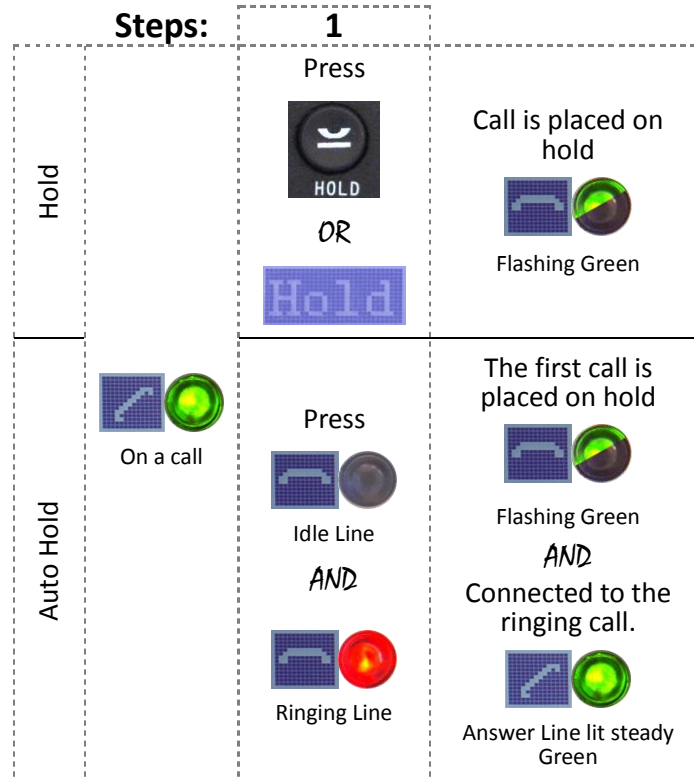 Steps:
1
Hold
Press
HOLD
OR
Hold
Call is placed on
hold
Flashing Green
On a call
Auto Hold
Press
Idle Line
AND
Ringing Line
The first call is
placed on hold
Flashing Green
AND
Connected to the
ringing call.
Answer Line lit steady
Green